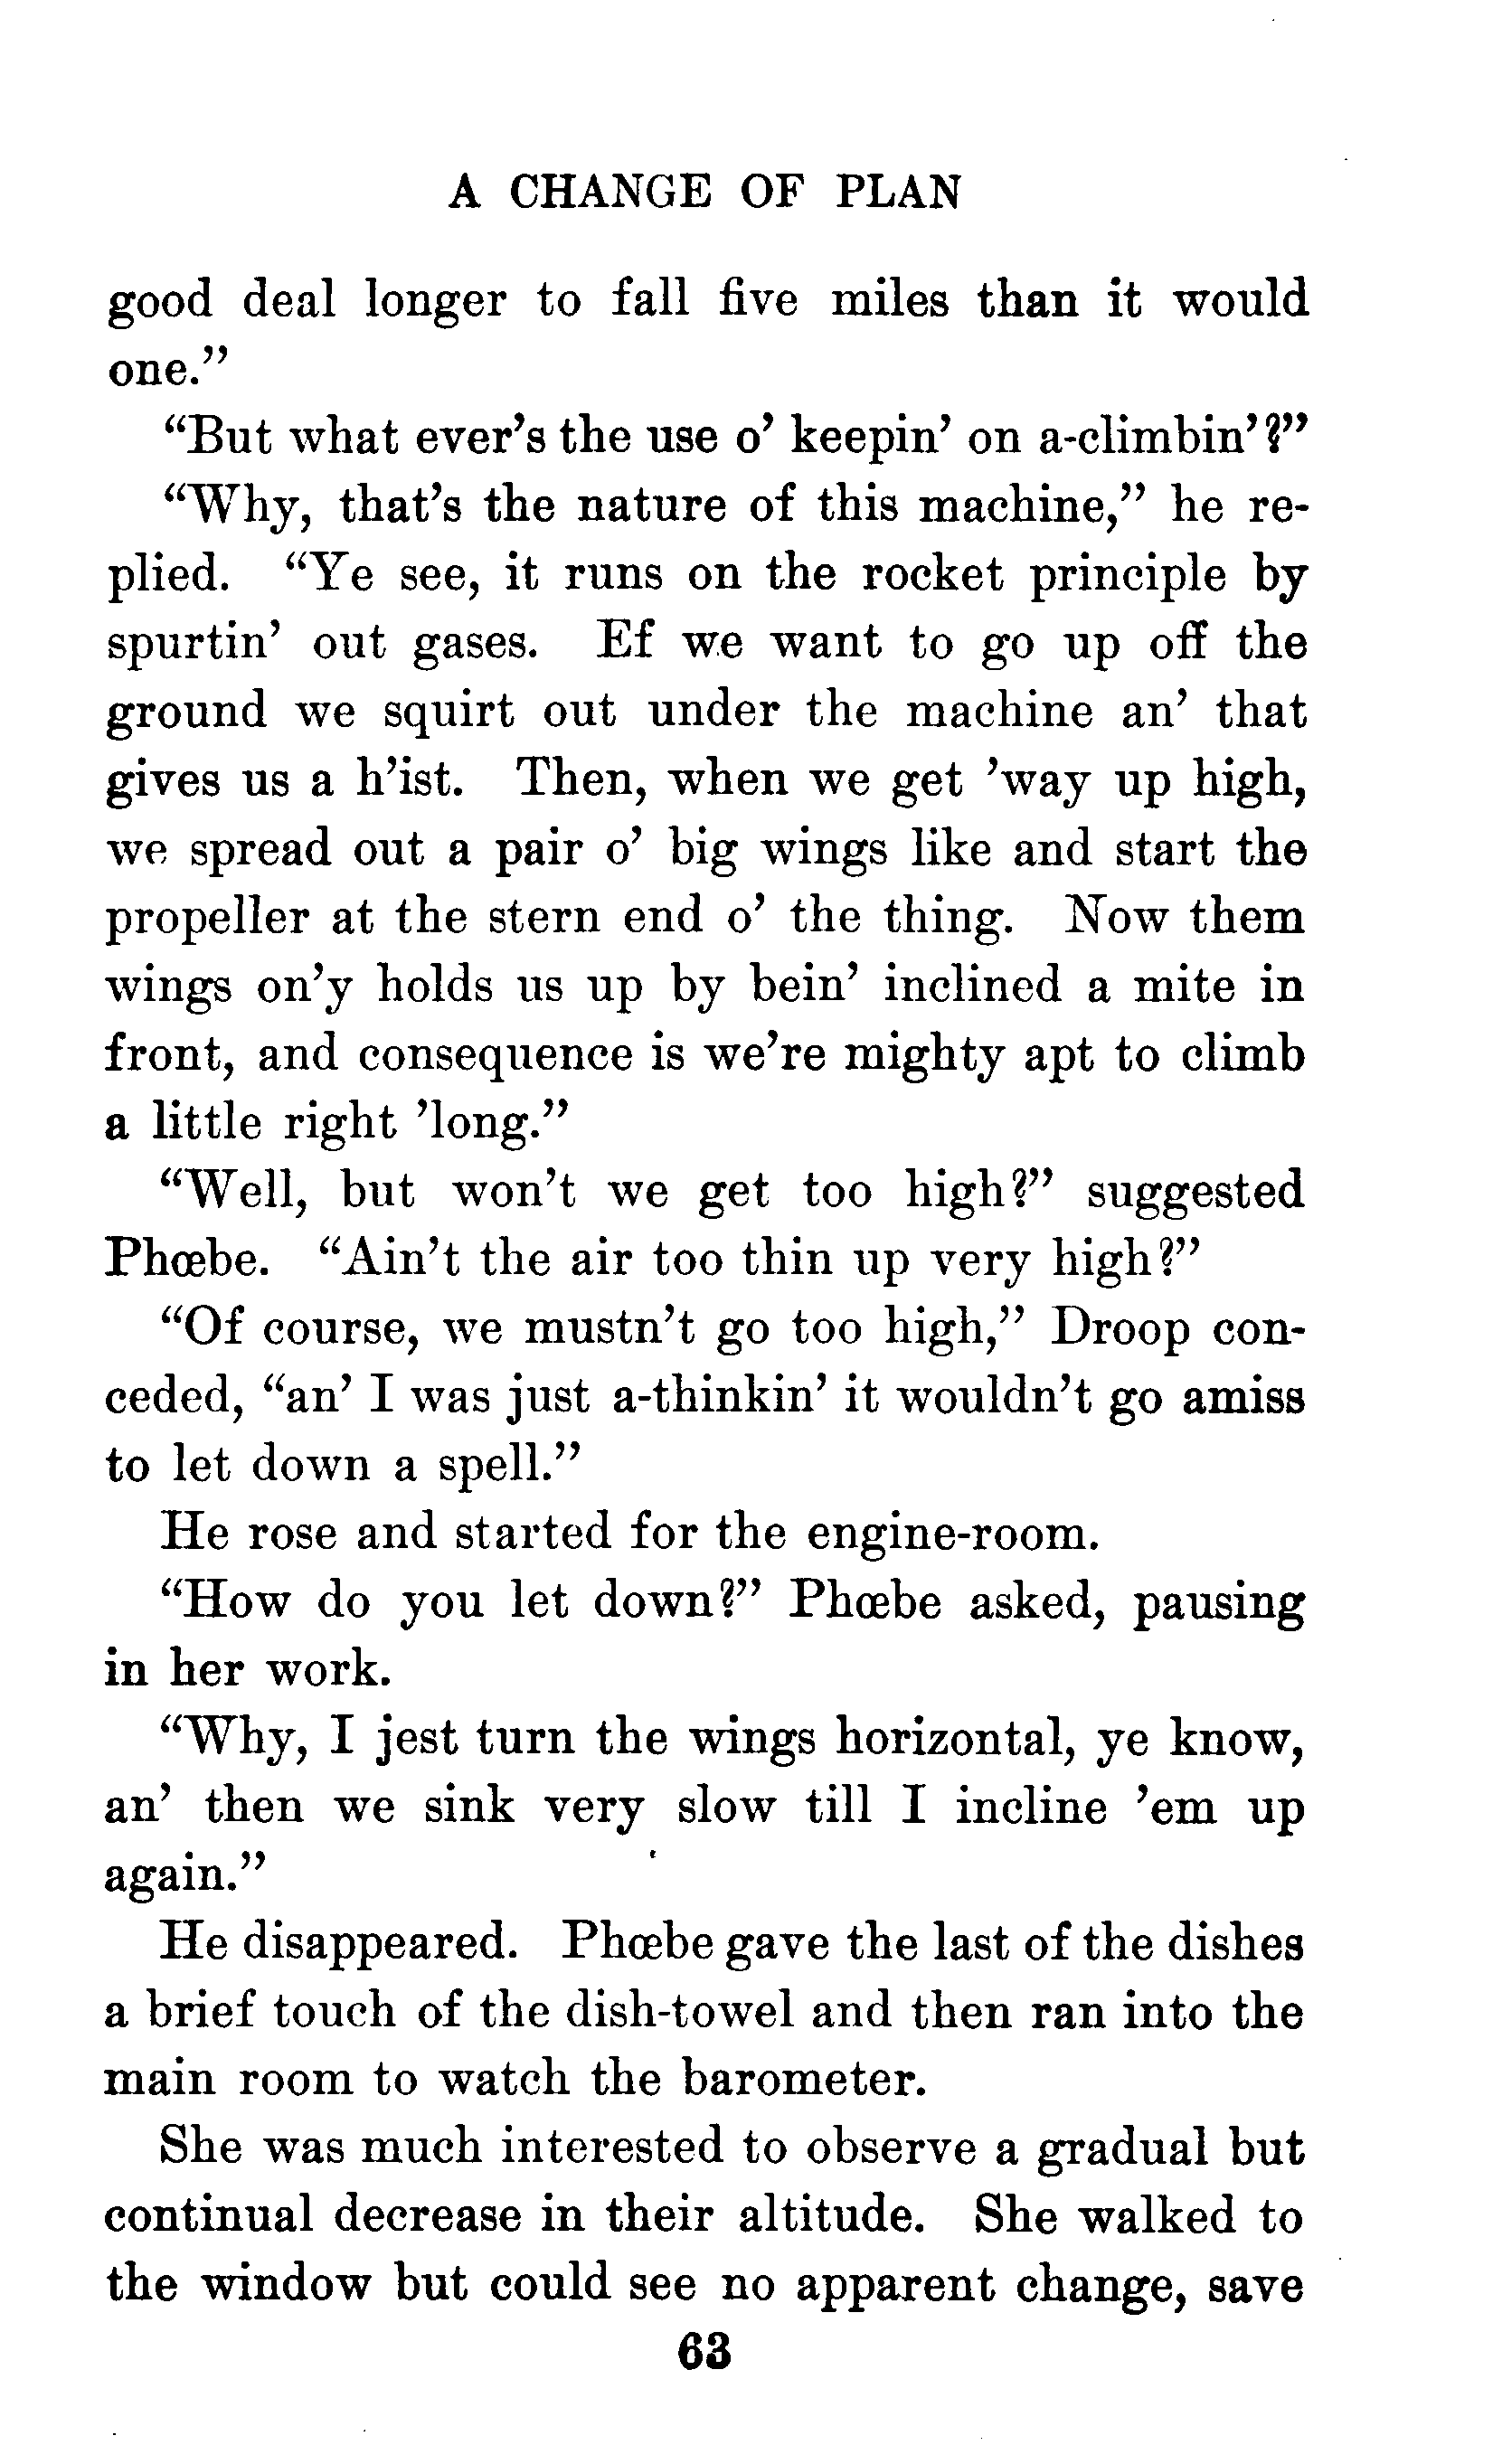 A CHANGE OF PLAN
good deal longer to fall five miles than it would
one.”
“But what ever’s the use o’ keepin’ on a-climbin’?”
“Why, that’s the nature of this machine,” he re-
plied. “Ye see, it runs on the rocket principle by
spurtin’ out gases. Ef we want to go up off the
ground we squirt out under the machine an’ that
gives us a h’ist. Then, when we get ’way up high,
we spread out a pair o’ big wings like and start the
propeller at the stern end o’ the thing. Now them
wings on’y holds us up by bein’ inclined a mite in
front, and consequence is we’re mighty apt to climb
a little right ’long.”
“Well, but won’t we get too high?” suggested
Phœbe. “Ain’t the air too thin up very high?”
“Of course, we mustn’t go too high,” Droop con-
ceded, “an’ I was just a-thinkin’ it wouldn’t go amiss
to let down a spell.”
He rose and started for the engine-room.
“How do you let down?” Phœbe asked, pausing
in her work.
“Why, I jest turn the wings horizontal, ye know,
an’ then we sink very slow till I incline ’em up
again.”
He disappeared. Phœbe gave the last of the dishes
a brief touch of the dish-towel and then ran into the
main room to watch the barometer.
She was much interested to observe a gradual but
continual decrease in their altitude. She walked to
the window but could see no apparent change, save
63